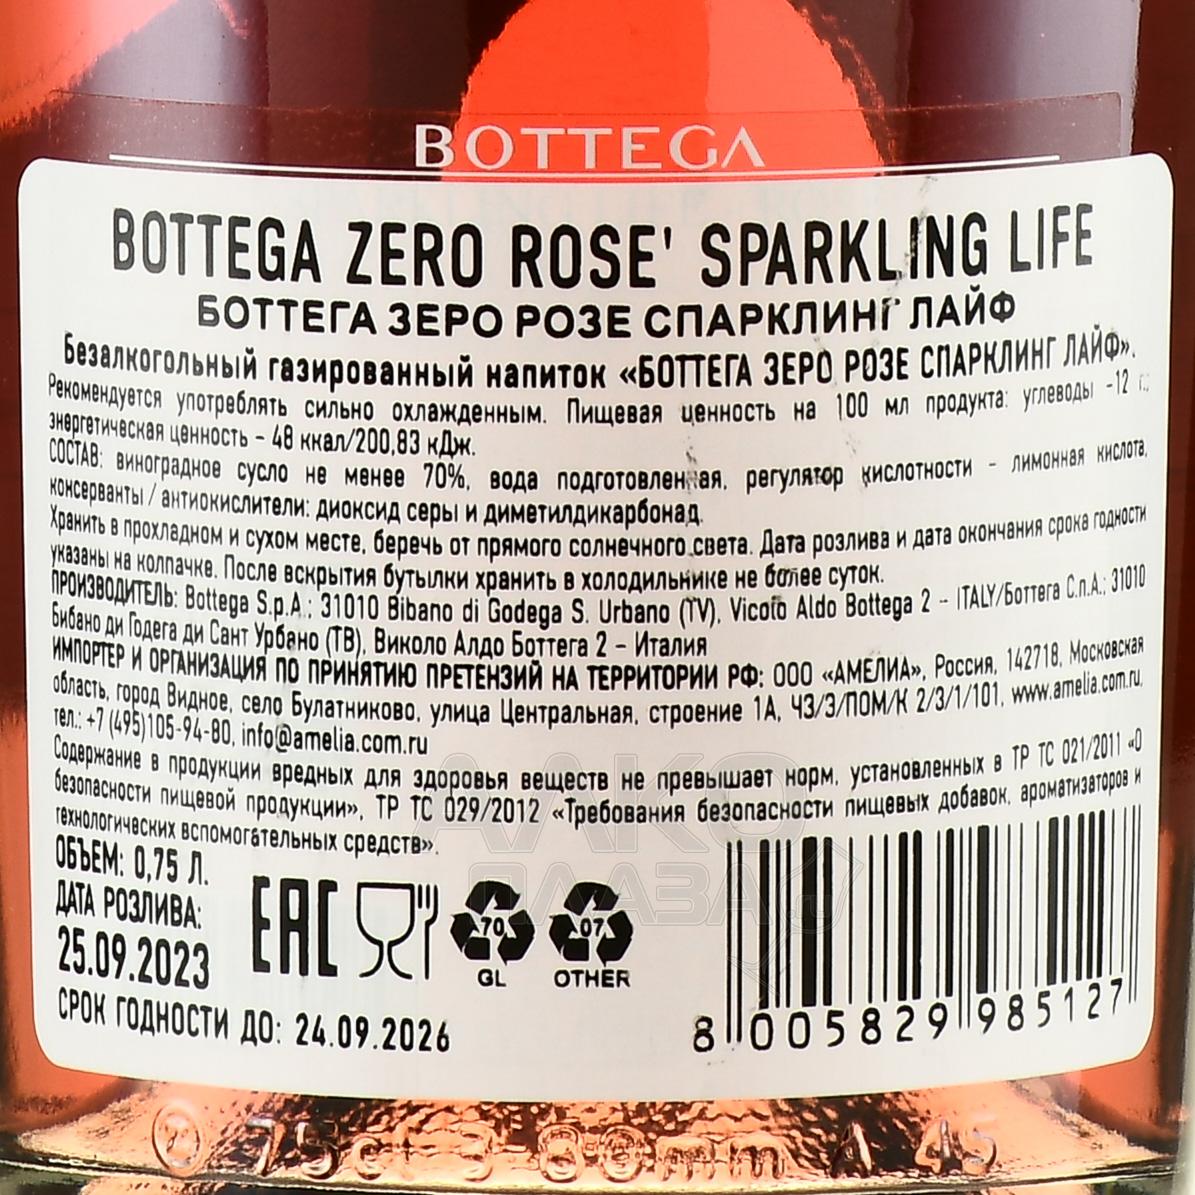 BOTTEGA
BOTTEGA ZERO ROSE' SPARKLING LIFE
БОТТЕГА ЗЕРО РОЗЕ СПАРКЛИНГ ЛАЙФ
Безалкогольный газированный напиток «БОТТЕГА ЗЕРО РОЗЕ СПАРКЛИНГ ЛАЙФ».
Рекомендуется употреблять сильно охлажденным. Пищевая ценность на 100 мл продукта: углеводы -12 г.;
энергетическая ценность - 48 ккал/200,83 кДж.
СОСТАВ: виноградное сусло не менее 70%, вода подготовленная, регулятор кислотности - лимонная кислота,
консерванты / антиокислители: диоксид серы и диметилдикарбонад.
Хранить в прохладном и сухом месте, беречь от прямого солнечного света. Дата розлива и дата окончания срока годности
указаны на колпачке. После вскрытия бутылки хранить в холодильнике не более суток.
ПРОИЗВОДИТЕЛЬ: Bottega S.p.A.; 31010 Bibano di Godega S. Urbano (TV), Vicolo Aldo Bottega 2 - ITALY/Боттега С.п.А.; 31010
Бибано ди Годега ди Сант Урбано (ТВ), Виколо Алдо Боттега 2 - Италия
ИМПОРТЕР И ОРГАНИЗАЦИЯ ПО ПРИНЯТИЮ ПРЕТЕНЗИЙ НА ТЕРРИТОРИИ РФ: ООО «АМЕЛИА», Россия, 142718, Московская
область, город Видное, село Булатниково, улица Центральная, строение 1А, ЧЗ/Э/ПОМ/К 2/3/1/101, www.amelia.com.ru,
тел.: +7 (495)105-94-80, info@amelia.com.ru
Содержание в продукции вредных для здоровья веществ не превышает норм, установленных в ТР ТС 021/2011 «О
безопасности пищевой продукции», ТР ТС 029/2012 «Требования безопасности пищевых добавок, ароматизаторов и
технологических вспомогательных средств».
ОБЪЕМ: 0,75 Л.
ДАТА РОЗЛИВА:
25.09.2023
СРОК ГОДНОСТИ ДО: 24.09.2026
EAC
70
GL
07
OTHER
8 005829 985127
АЛКО
ПЛАЗА
75cl 3 80mm A 45